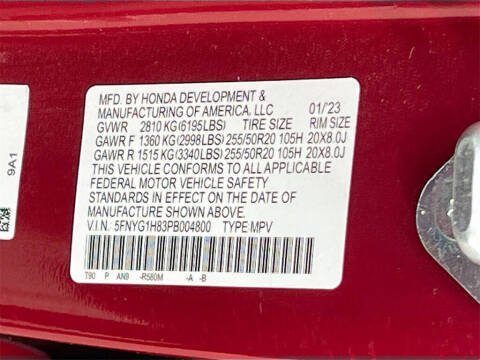 MFD. BY HONDA DEVELOPMENT &
MANUFACTURING OF AMERICA, LLC 01/'23
GVWR 2810 KG(6195LBS) TIRE SIZE RIM SIZE
GAWR F 1360 KG(2998LBS) 255/50R20 105H 20X8.0J
GAWR R 1515 KG(3340LBS) 255/50R20 105H 20X8.0J
THIS VEHICLE CONFORMS TO ALL APPLICABLE
FEDERAL MOTOR VEHICLE SAFETY
STANDARDS IN EFFECT ON THE DATE OF
MANUFACTURE SHOWN ABOVE.
V.I.N. 5FNYG1H83PB004800 TYPE:MPV
T90 P AN9 -R580M -A -B
9A1